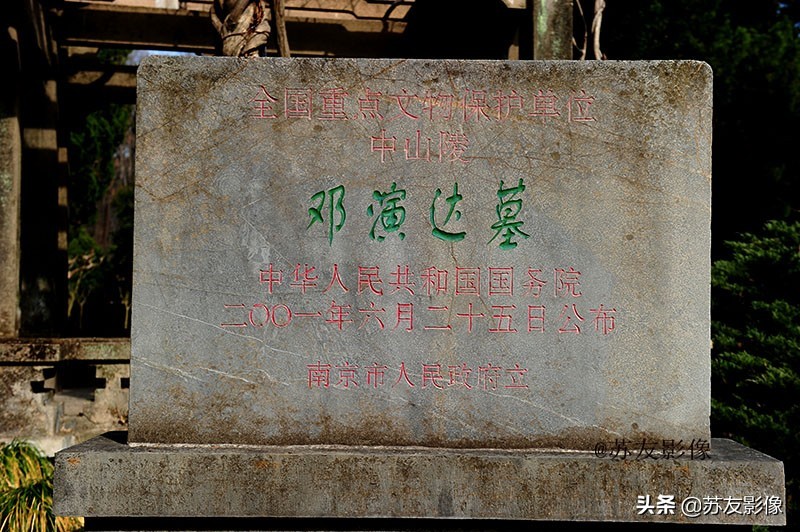 全国重点文物保护单位
中山陵
邓演达墓
中华人民共和国国务院
二〇〇一年六月二十五日公布
南京市人民政府立
@苏友影像
头条 @苏友影像